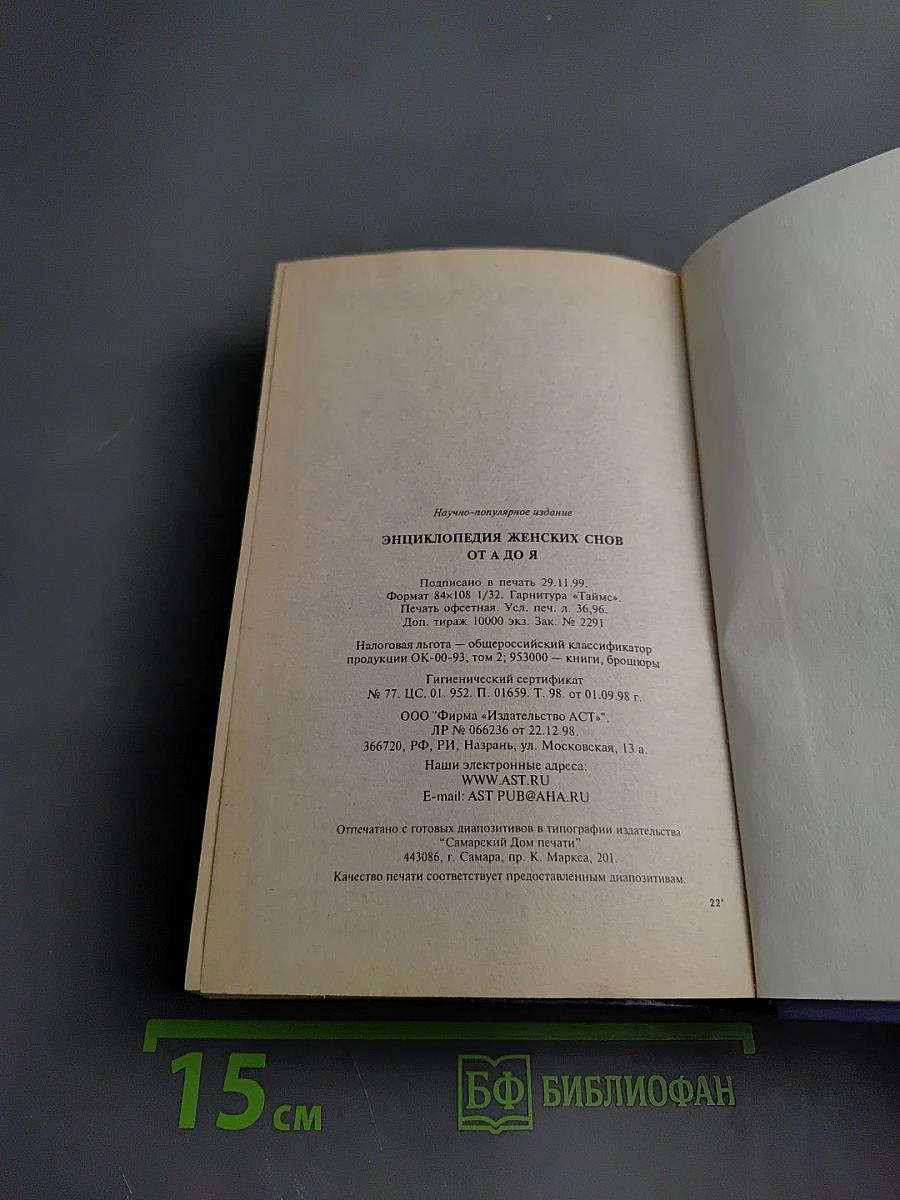 Научно-популярное издание
ЭНЦИКЛОПЕДИЯ ЖЕНСКИХ СНОВ
ОТ А ДО Я
Подписано в печать 29.11.99.
Формат 84×108 1/32. Гарнитура «Таймс».
Печать офсетная. Усл. печ. л. 36,96.
Доп. тираж 10000 экз. Зак. № 2291
Налоговая льгота — общероссийский классификатор
продукции ОК-00-93, том 2; 953000 — книги, брошюры
Гигиенический сертификат
№ 77. ЦС. 01. 952. П. 01659. Т. 98. от 01.09.98 г.
ООО "Фирма «Издательство АСТ»".
ЛР № 066236 от 22.12.98.
366720, РФ, РИ, Назрань, ул. Московская, 13 а.
Наши электронные адреса:
WWW.AST.RU
E-mail: AST PUB@AHA.RU
Отпечатано с готовых диапозитивов в типографии издательства
“Самарский Дом печати”
443086, г. Самара, пр. К. Маркса, 201.
Качество печати соответствует предоставленным диапозитивам.
22*
15 см
БФ БИБЛИОФАН